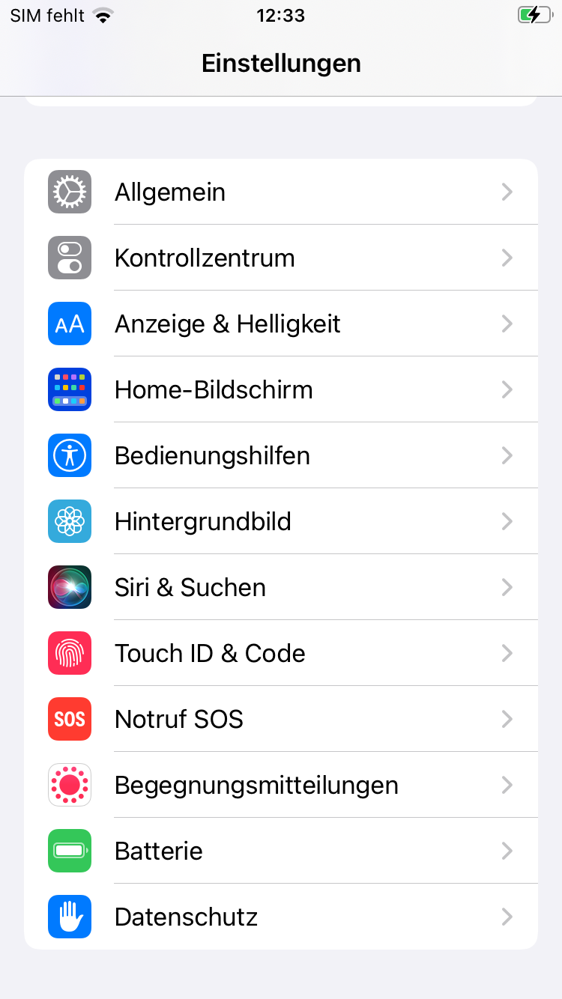 SIM fehlt 12:33
Einstellungen
Allgemein
Kontrollzentrum
AA Anzeige & Helligkeit
Home-Bildschirm
Bedienungshilfen
Hintergrundbild
Siri & Suchen
Touch ID & Code
SOS Notruf SOS
Begegnungsmitteilungen
Batterie
Datenschutz